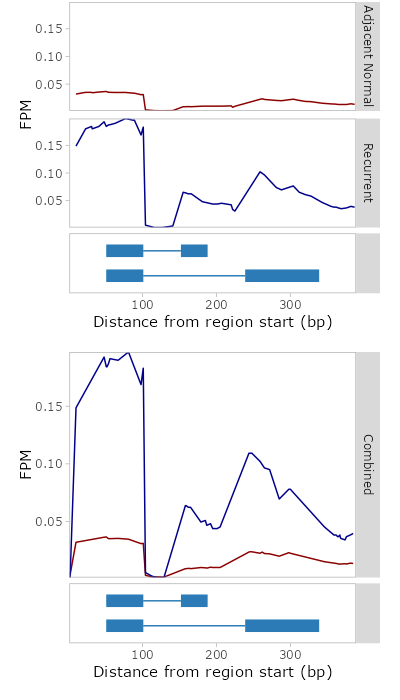 Adjacent Normal
0.15
0.10
0.05
FPM
Recurrent
0.15
0.10
0.05
100 200 300
Distance from region start (bp)
Combined
0.15
0.10
0.05
FPM
100 200 300
Distance from region start (bp)